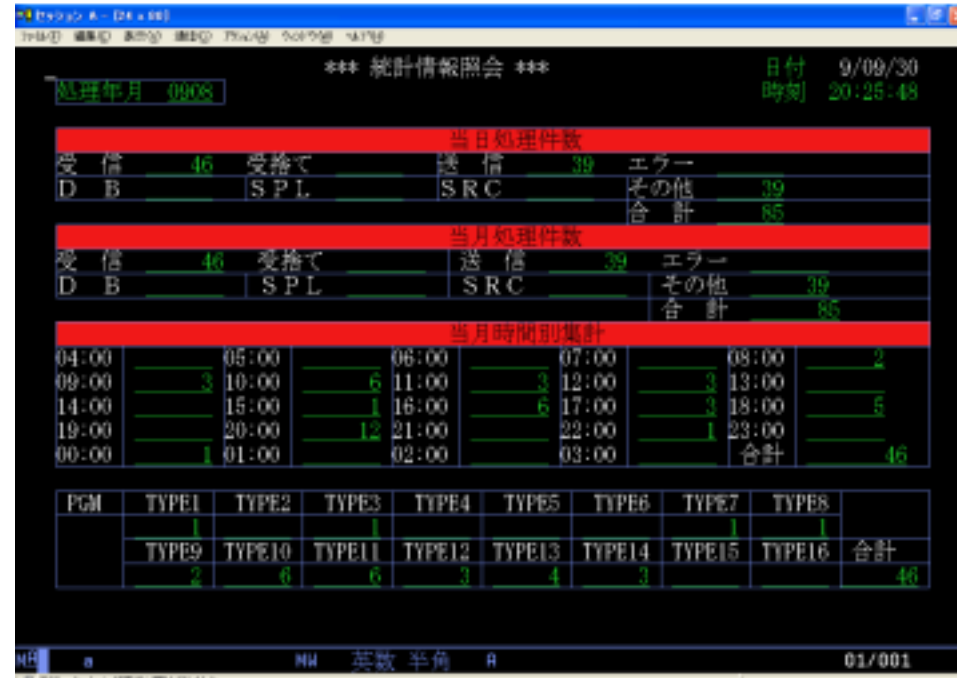 セッション A - [24 x 80]
*** 統計情報照会 *** 日付 9/09/30
処理年月 0908 時刻 20:25:48
当日処理件数
受 信 46 受捨て 送 信 39 エラー
D B SPL SRC その他 39
合 計 85
当月処理件数
受 信 46 受捨て 送 信 39 エラー
D B SPL SRC その他 39
合 計 85
当月時間別集計
04:00 05:00 06:00 07:00 08:00 2
09:00 3 10:00 6 11:00 3 12:00 3 13:00
14:00 15:00 1 16:00 6 17:00 3 18:00 5
19:00 20:00 12 21:00 22:00 1 23:00
00:00 1 01:00 02:00 03:00 合計 46
PGM TYPE1 TYPE2 TYPE3 TYPE4 TYPE5 TYPE6 TYPE7 TYPE8
1 1 1 1
TYPE9 TYPE10 TYPE11 TYPE12 TYPE13 TYPE14 TYPE15 TYPE16 合計
2 6 6 3 4 3 46
MA a MW 英数 半角 A 01/001